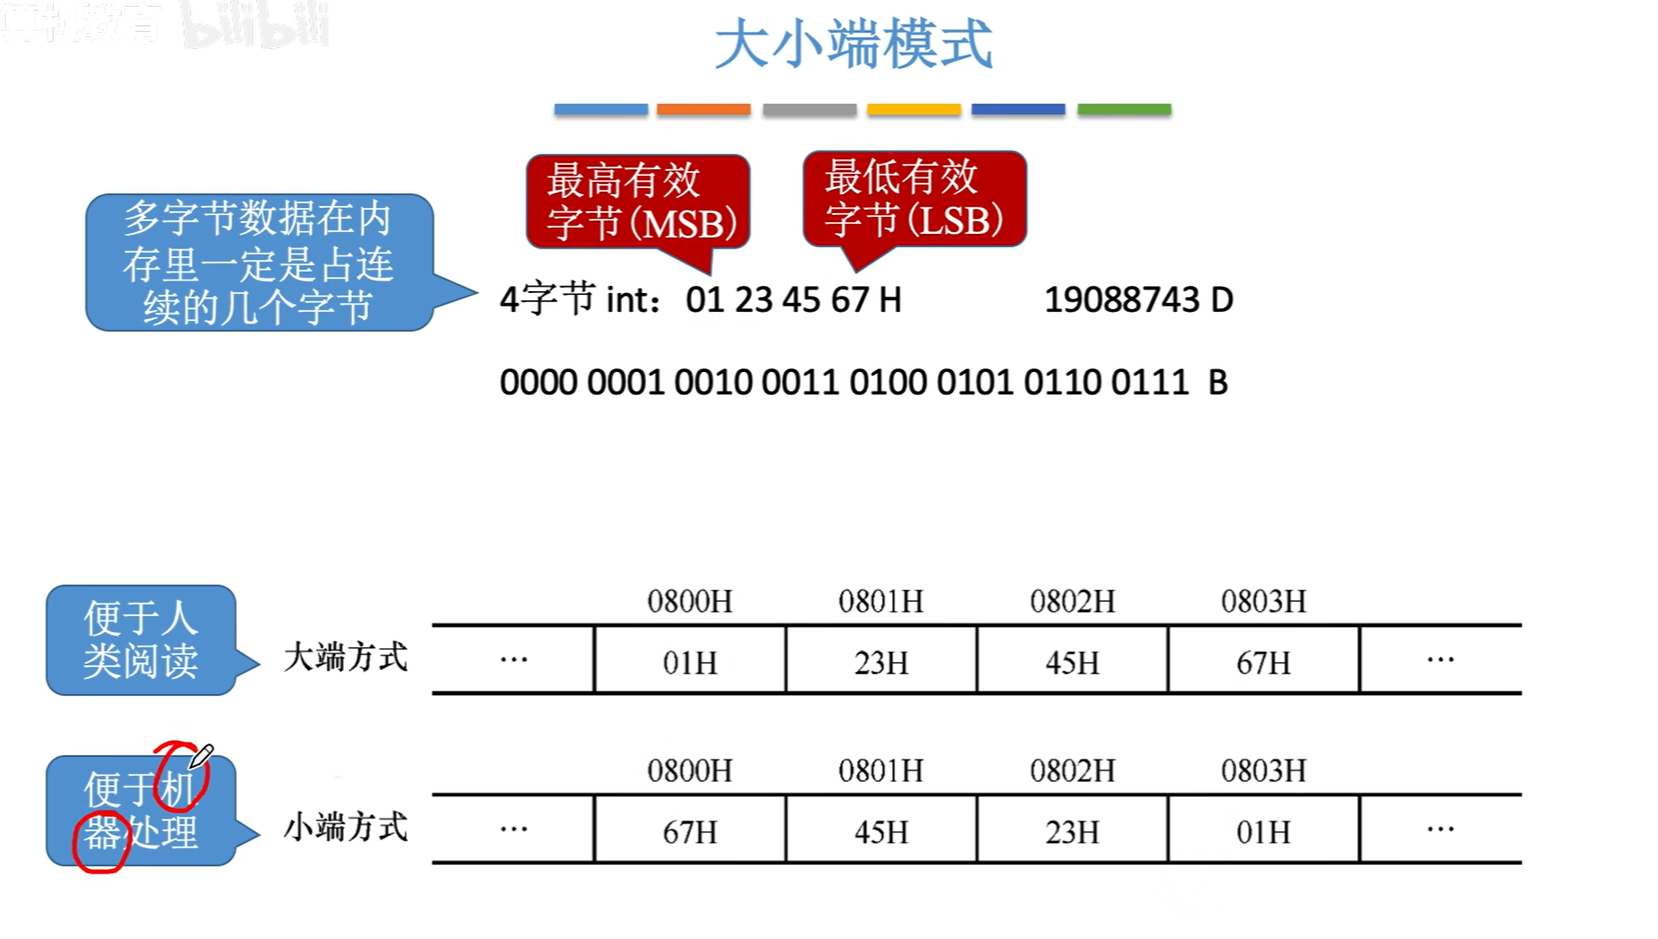 bilibili
大小端模式
最高有效
字节(MSB)
最低有效
字节(LSB)
多字节数据在内
存里一定是占连
续的几个字节
4字节 int： 01 23 45 67 H
19088743 D
0000 0001 0010 0011 0100 0101 0110 0111 B
便于人
类阅读
大端方式
0800H 0801H 0802H 0803H
… 01H 23H 45H 67H …
便于机
器处理
小端方式
0800H 0801H 0802H 0803H
… 67H 45H 23H 01H …